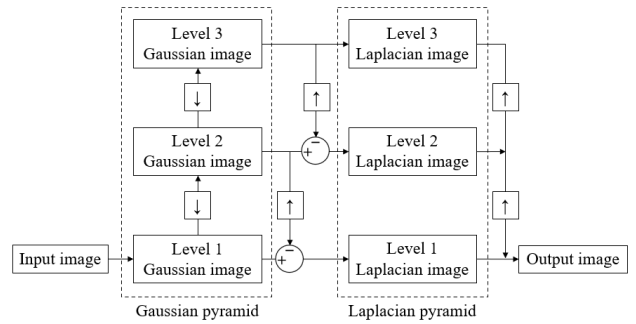 Level 3
Gaussian image
Level 3
Laplacian image
↓
↑
↑
Level 2
Gaussian image
+
−
Level 2
Laplacian image
↓
↑
↑
Input image
Level 1
Gaussian image
+
−
Level 1
Laplacian image
Output image
Gaussian pyramid
Laplacian pyramid